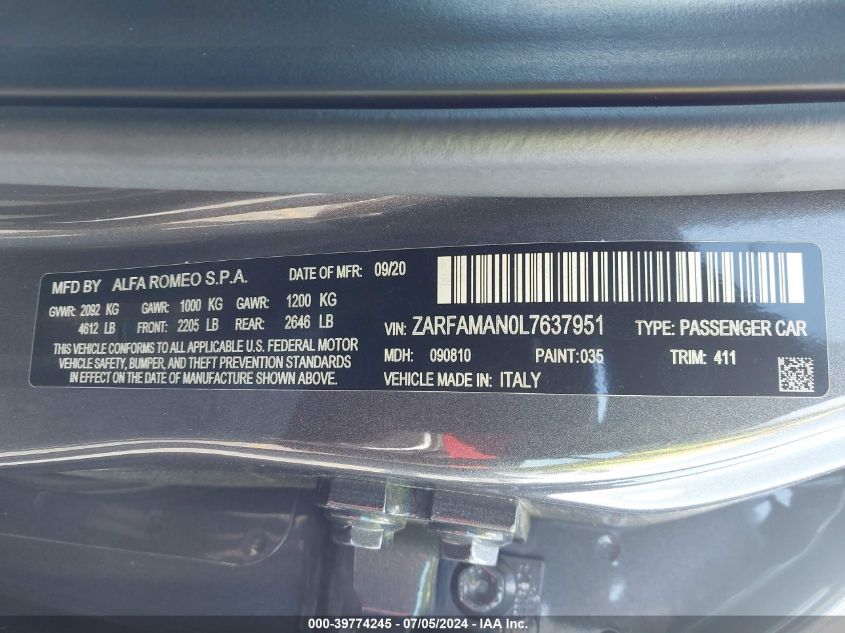 MFD BY ALFA ROMEO S.P.A. DATE OF MFR: 09/20
GVWR: 2092 KG GAWR: 1000 KG GAWR: 1200 KG
4612 LB FRONT: 2205 LB REAR: 2646 LB
THIS VEHICLE CONFORMS TO ALL APPLICABLE U.S. FEDERAL MOTOR
VEHICLE SAFETY, BUMPER, AND THEFT PREVENTION STANDARDS
IN EFFECT ON THE DATE OF MANUFACTURE SHOWN ABOVE.
VIN: ZARFAMAN0L7637951 TYPE: PASSENGER CAR
MDH: 090810 PAINT:035 TRIM: 411
VEHICLE MADE IN: ITALY
000-39774245 - 07/05/2024 - IAA Inc.